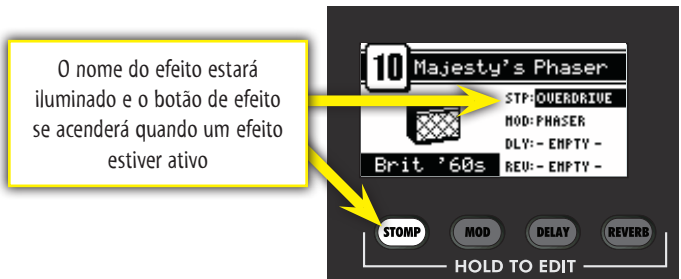 O nome do efeito estará
iluminado e o botão de efeito
se acenderá quando um efeito
estiver ativo
10 Majesty's Phaser
STP: OVERDRIVE
MOD: PHASER
DLY: - EMPTY -
Brit '60s REV: - EMPTY -
STOMP MOD DELAY REVERB
HOLD TO EDIT